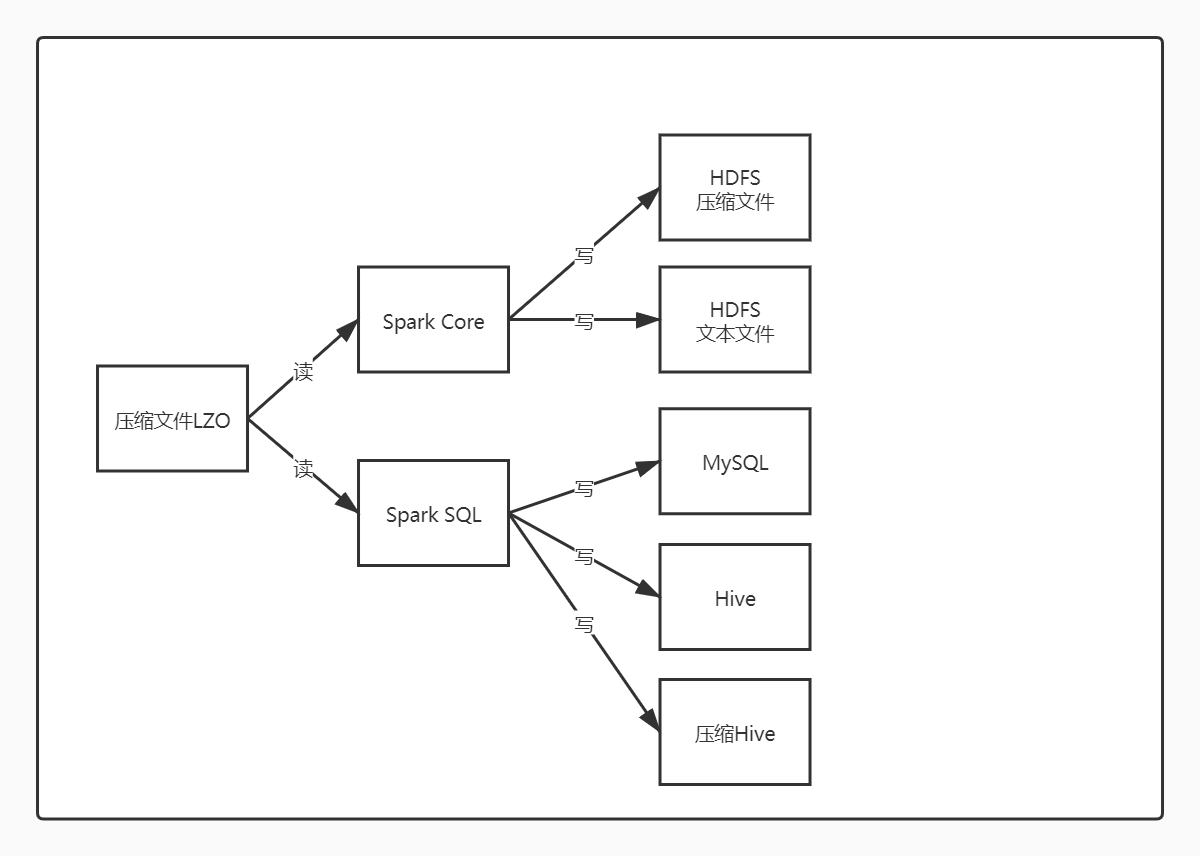 HDFS
压缩文件
写
HDFS
文本文件
写
Spark Core
读
压缩文件LZO
读
Spark SQL
写
MySQL
写
Hive
写
压缩Hive